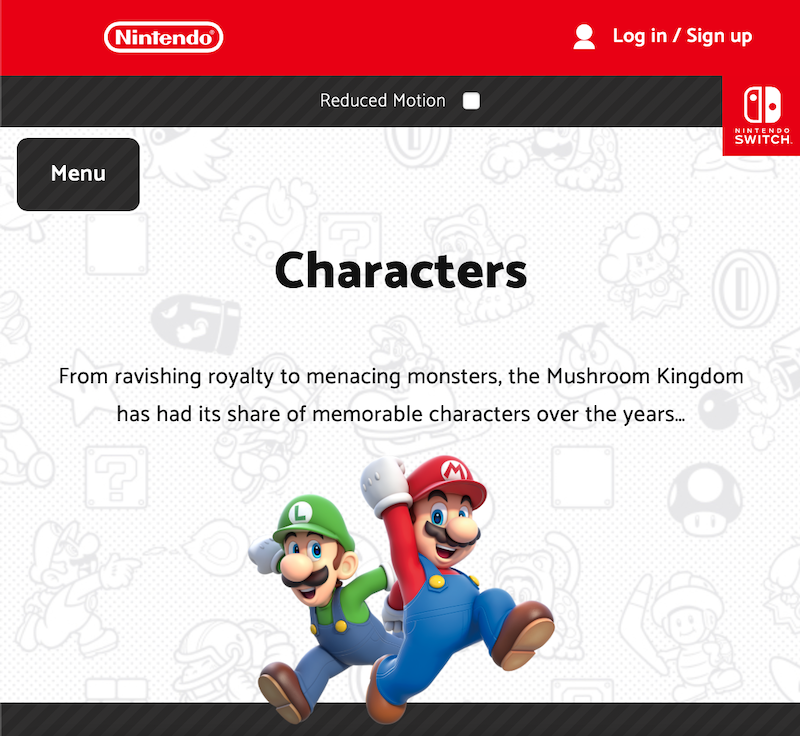 Nintendo®
Log in / Sign up
Reduced Motion
NINTENDO
SWITCH
Menu
Characters
From ravishing royalty to menacing monsters, the Mushroom Kingdom
has had its share of memorable characters over the years…
L
M